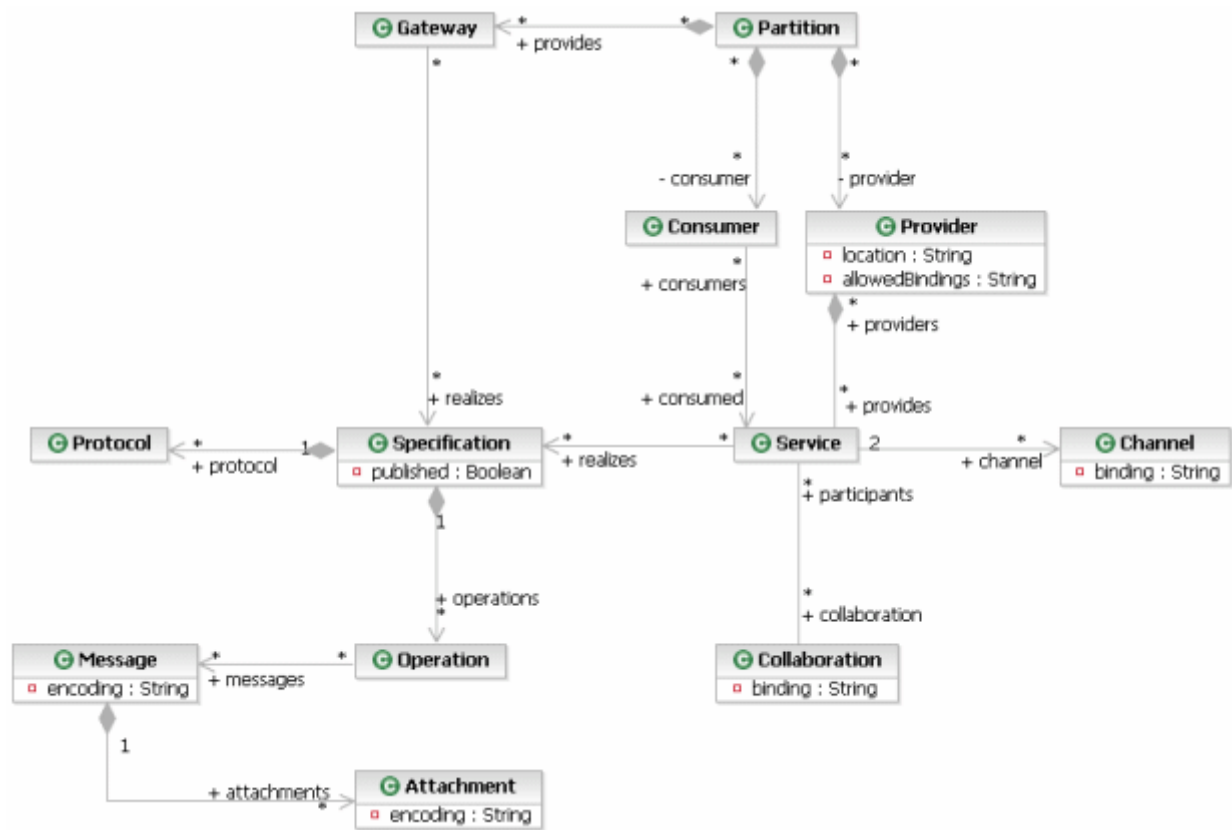 Gateway
Partition
*
*
+ provides
*
*
*
*
*
- consumer
- provider
Consumer
Provider
location : String
allowedBindings : String
*
+ consumers
*
+ providers
*
+ realizes
*
+ consumed
*
+ provides
Protocol
*
+ protocol
1
Specification
published : Boolean
*
+ realizes
*
Service
2
*
+ channel
Channel
binding : String
1
*
+ participants
+ operations
*
*
+ collaboration
Message
encoding : String
*
+ messages
*
Operation
Collaboration
binding : String
1
+ attachments
*
Attachment
encoding : String